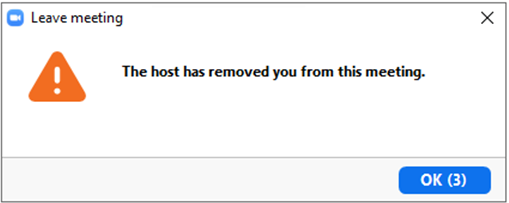 Leave meeting
The host has removed you from this meeting.
OK (3)